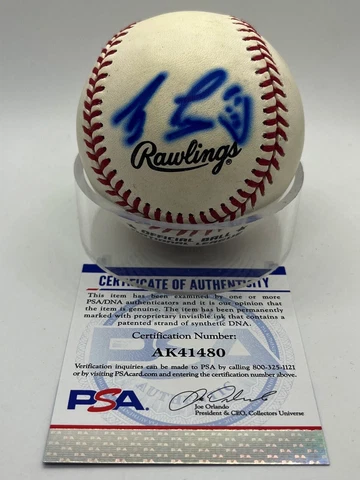 Rawlings
OFFICIAL BALL
CERTIFICATE OF AUTHENTICITY
This item has been examined by one or more
PSA/DNA authenticators and it is our opinion that
the item is genuine. The item has been permanently
marked with proprietary invisible ink that contains a
patented strand of synthetic DNA.
Certification Number:
AK41480
Verification inquiries can be made to PSA by calling 800-325-1121
or by visiting PSAcard.com and entering the certification number above.
PSA
Joe Orlando
President & CEO, Collectors Universe